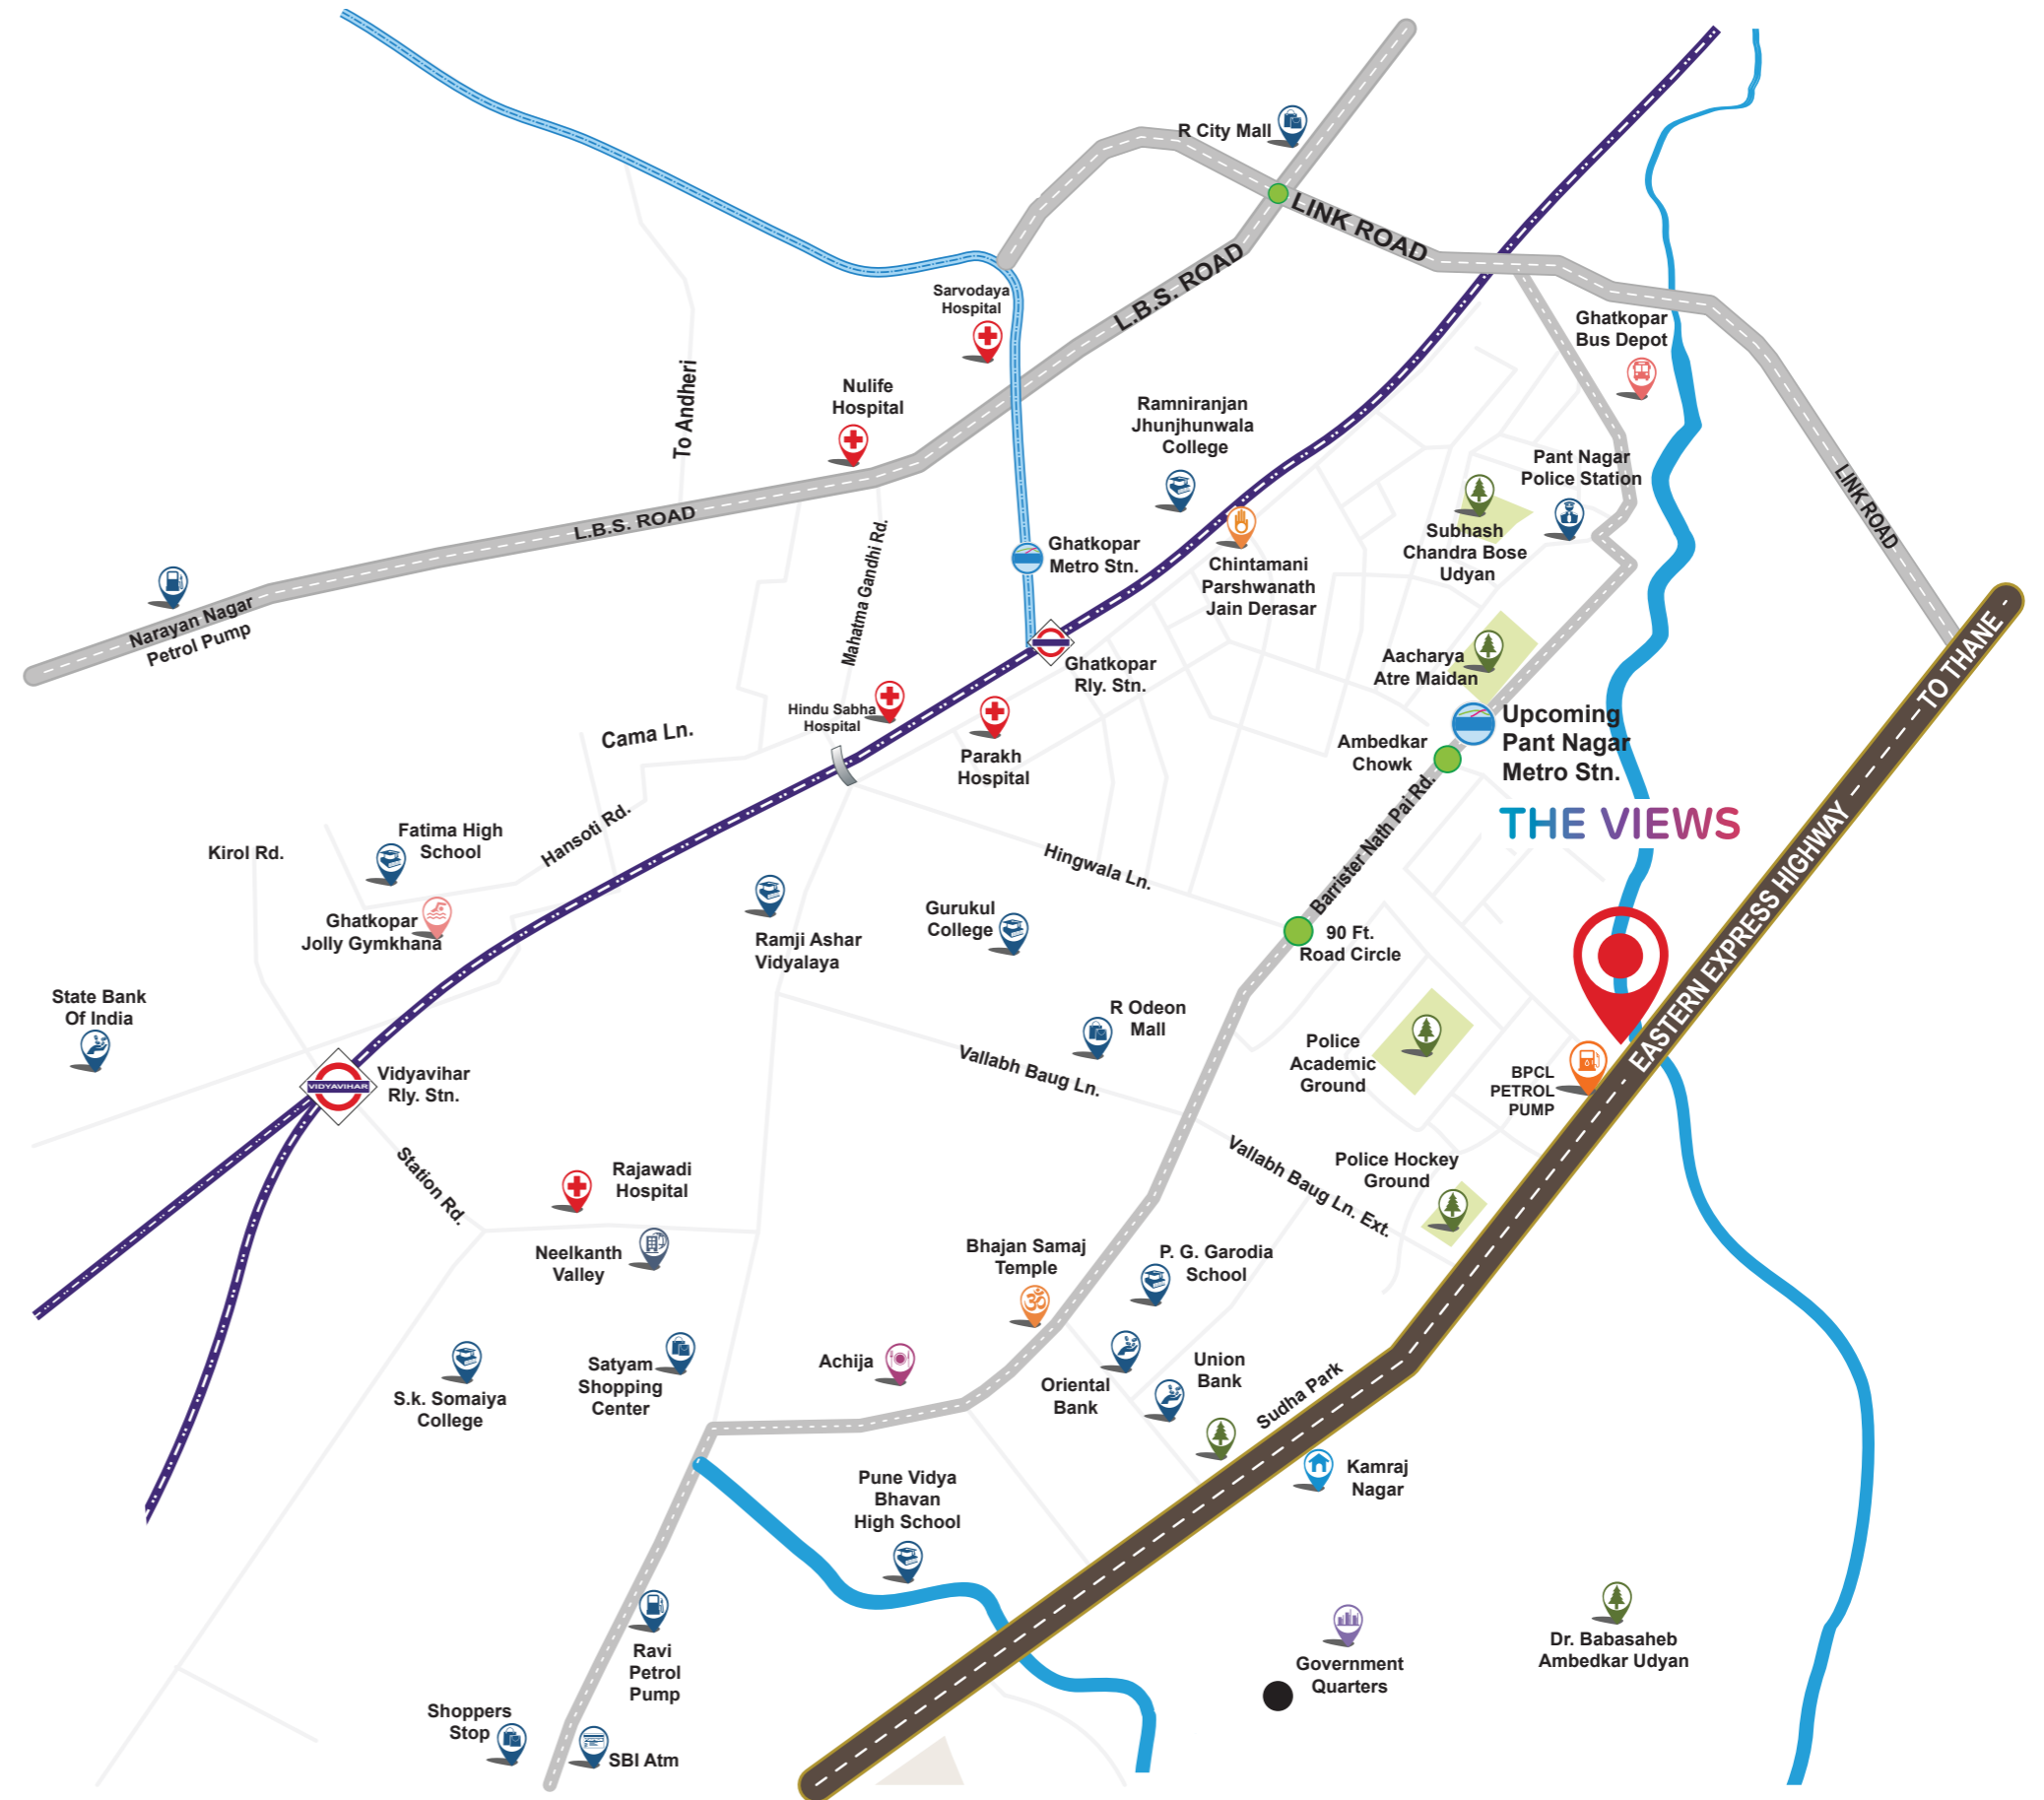 R City Mall
LINK ROAD
L.B.S. ROAD
Sarvodaya
Hospital
Ghatkopar
Bus Depot
To Andheri
Nulife
Hospital
Ramniranjan
Jhunjhunwala
College
Pant Nagar
Police Station
LINK ROAD
L.B.S. ROAD
Mahatma Gandhi Rd.
Ghatkopar
Metro Stn.
Subhash
Chandra Bose
Udyan
Chintamani
Parshwanath
Jain Derasar
Narayan Nagar
Petrol Pump
Ghatkopar
Rly. Stn.
Aacharya
Atre Maidan
TO THANE
Hindu Sabha
Hospital
Cama Ln.
Parakh
Hospital
Ambedkar
Chowk
Upcoming
Pant Nagar
Metro Stn.
THE VIEWS
Barrister Nath Pai Rd.
EASTERN EXPRESS HIGHWAY
Kirol Rd.
Fatima High
School
Hansoti Rd.
Hingwala Ln.
Ghatkopar
Jolly Gymkhana
Ramji Ashar
Vidyalaya
Gurukul
College
90 Ft.
Road Circle
State Bank
Of India
R Odeon
Mall
Vallabh Baug Ln.
Police
Academic
Ground
VIDYAVIHAR
Vidyavihar
Rly. Stn.
BPCL
PETROL
PUMP
Station Rd.
Rajawadi
Hospital
Vallabh Baug Ln. Ext.
Police Hockey
Ground
Neelkanth
Valley
Bhajan Samaj
Temple
ॐ
P. G. Garodia
School
Achija
Satyam
Shopping
Center
S.k. Somaiya
College
Oriental
Bank
Union
Bank
Sudha Park
Kamraj
Nagar
Pune Vidya
Bhavan
High School
Ravi
Petrol
Pump
Government
Quarters
Dr. Babasaheb
Ambedkar Udyan
Shoppers
Stop
SBI Atm